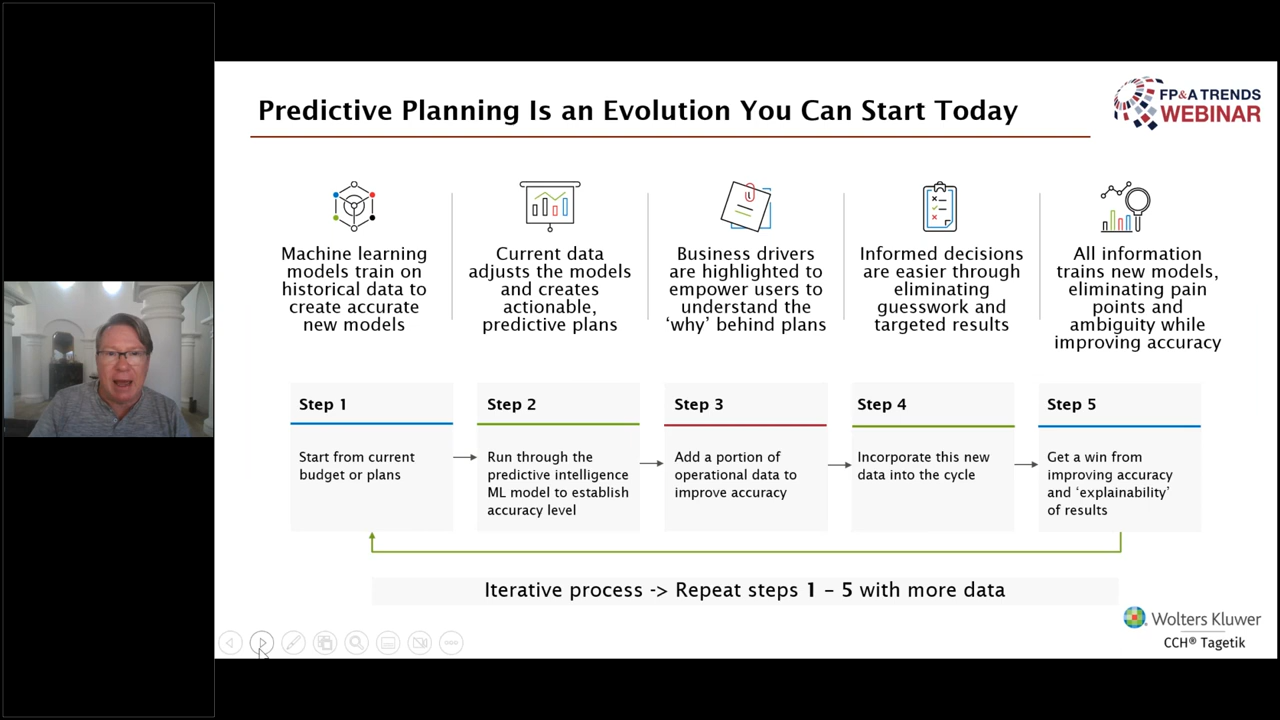 Predictive Planning Is an Evolution You Can Start Today
FP&A TRENDS
WEBINAR
Machine learning
models train on
historical data to
create accurate
new models
Current data
adjusts the models
and creates
actionable,
predictive plans
Business drivers
are highlighted to
empower users to
understand the
‘why’ behind plans
Informed decisions
are easier through
eliminating
guesswork and
targeted results
All information
trains new models,
eliminating pain
points and
ambiguity while
improving accuracy
Step 1
Start from current
budget or plans
Step 2
Run through the
predictive intelligence
ML model to establish
accuracy level
Step 3
Add a portion of
operational data to
improve accuracy
Step 4
Incorporate this new
data into the cycle
Step 5
Get a win from
improving accuracy
and ‘explainability’
of results
Iterative process -> Repeat steps 1 – 5 with more data
Wolters Kluwer
CCH® Tagetik